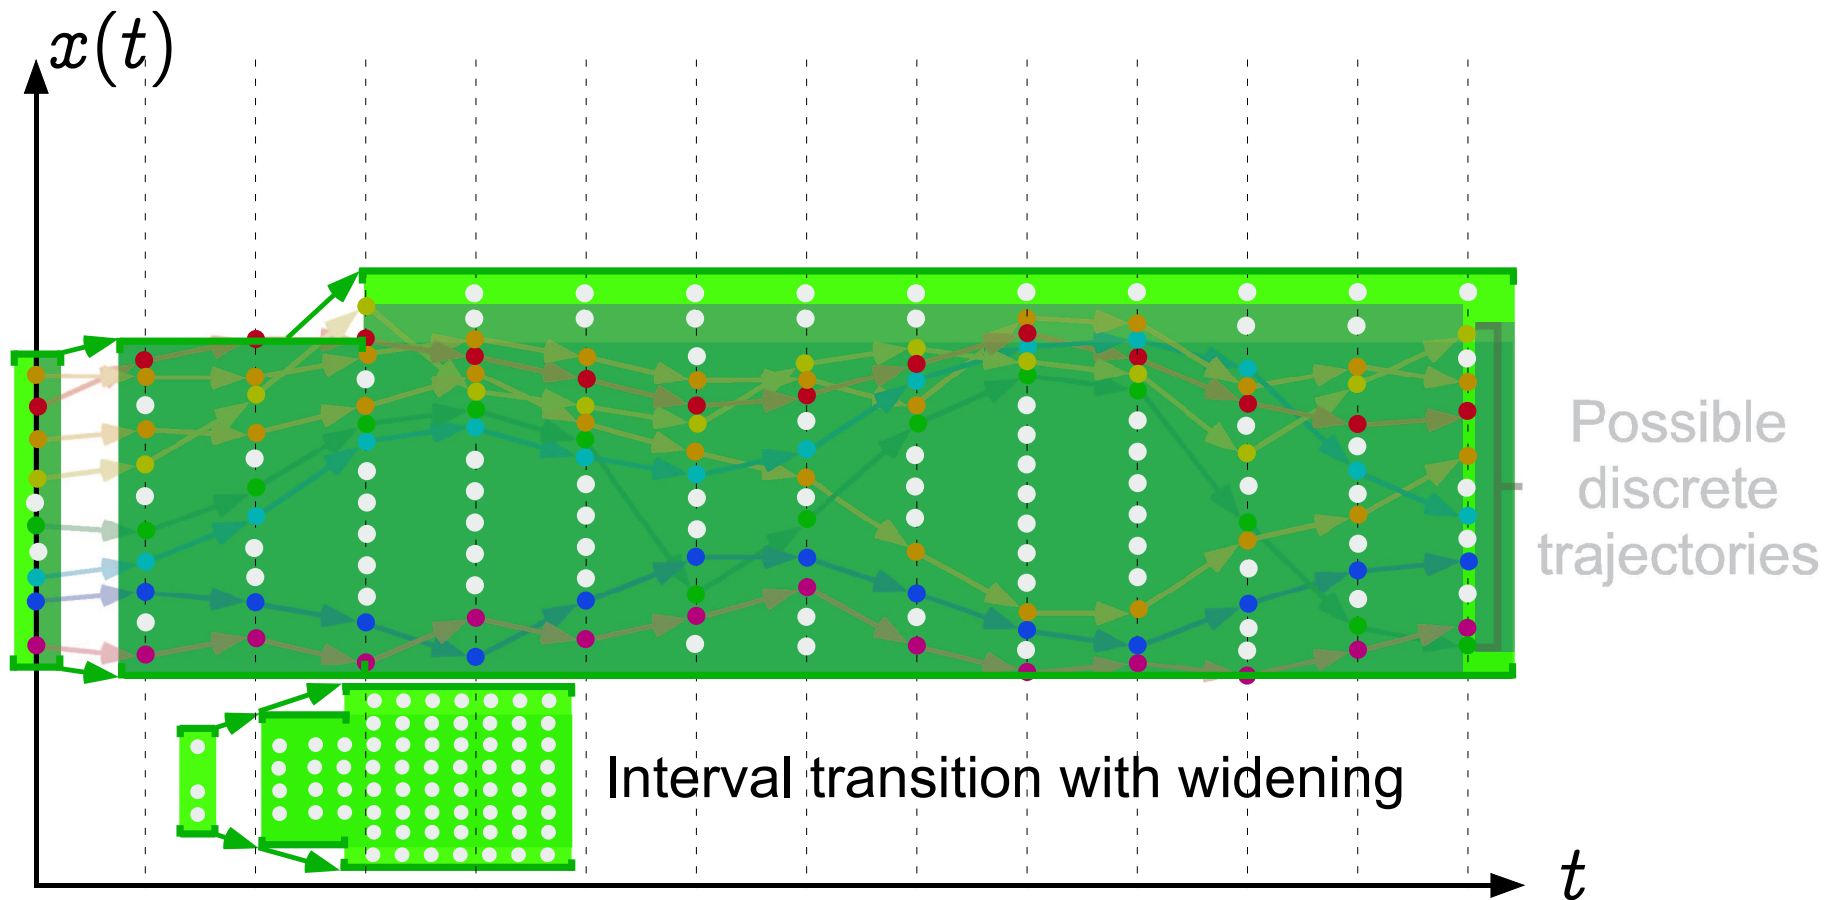 x(t)
Possible
discrete
trajectories
Interval transition with widening
t